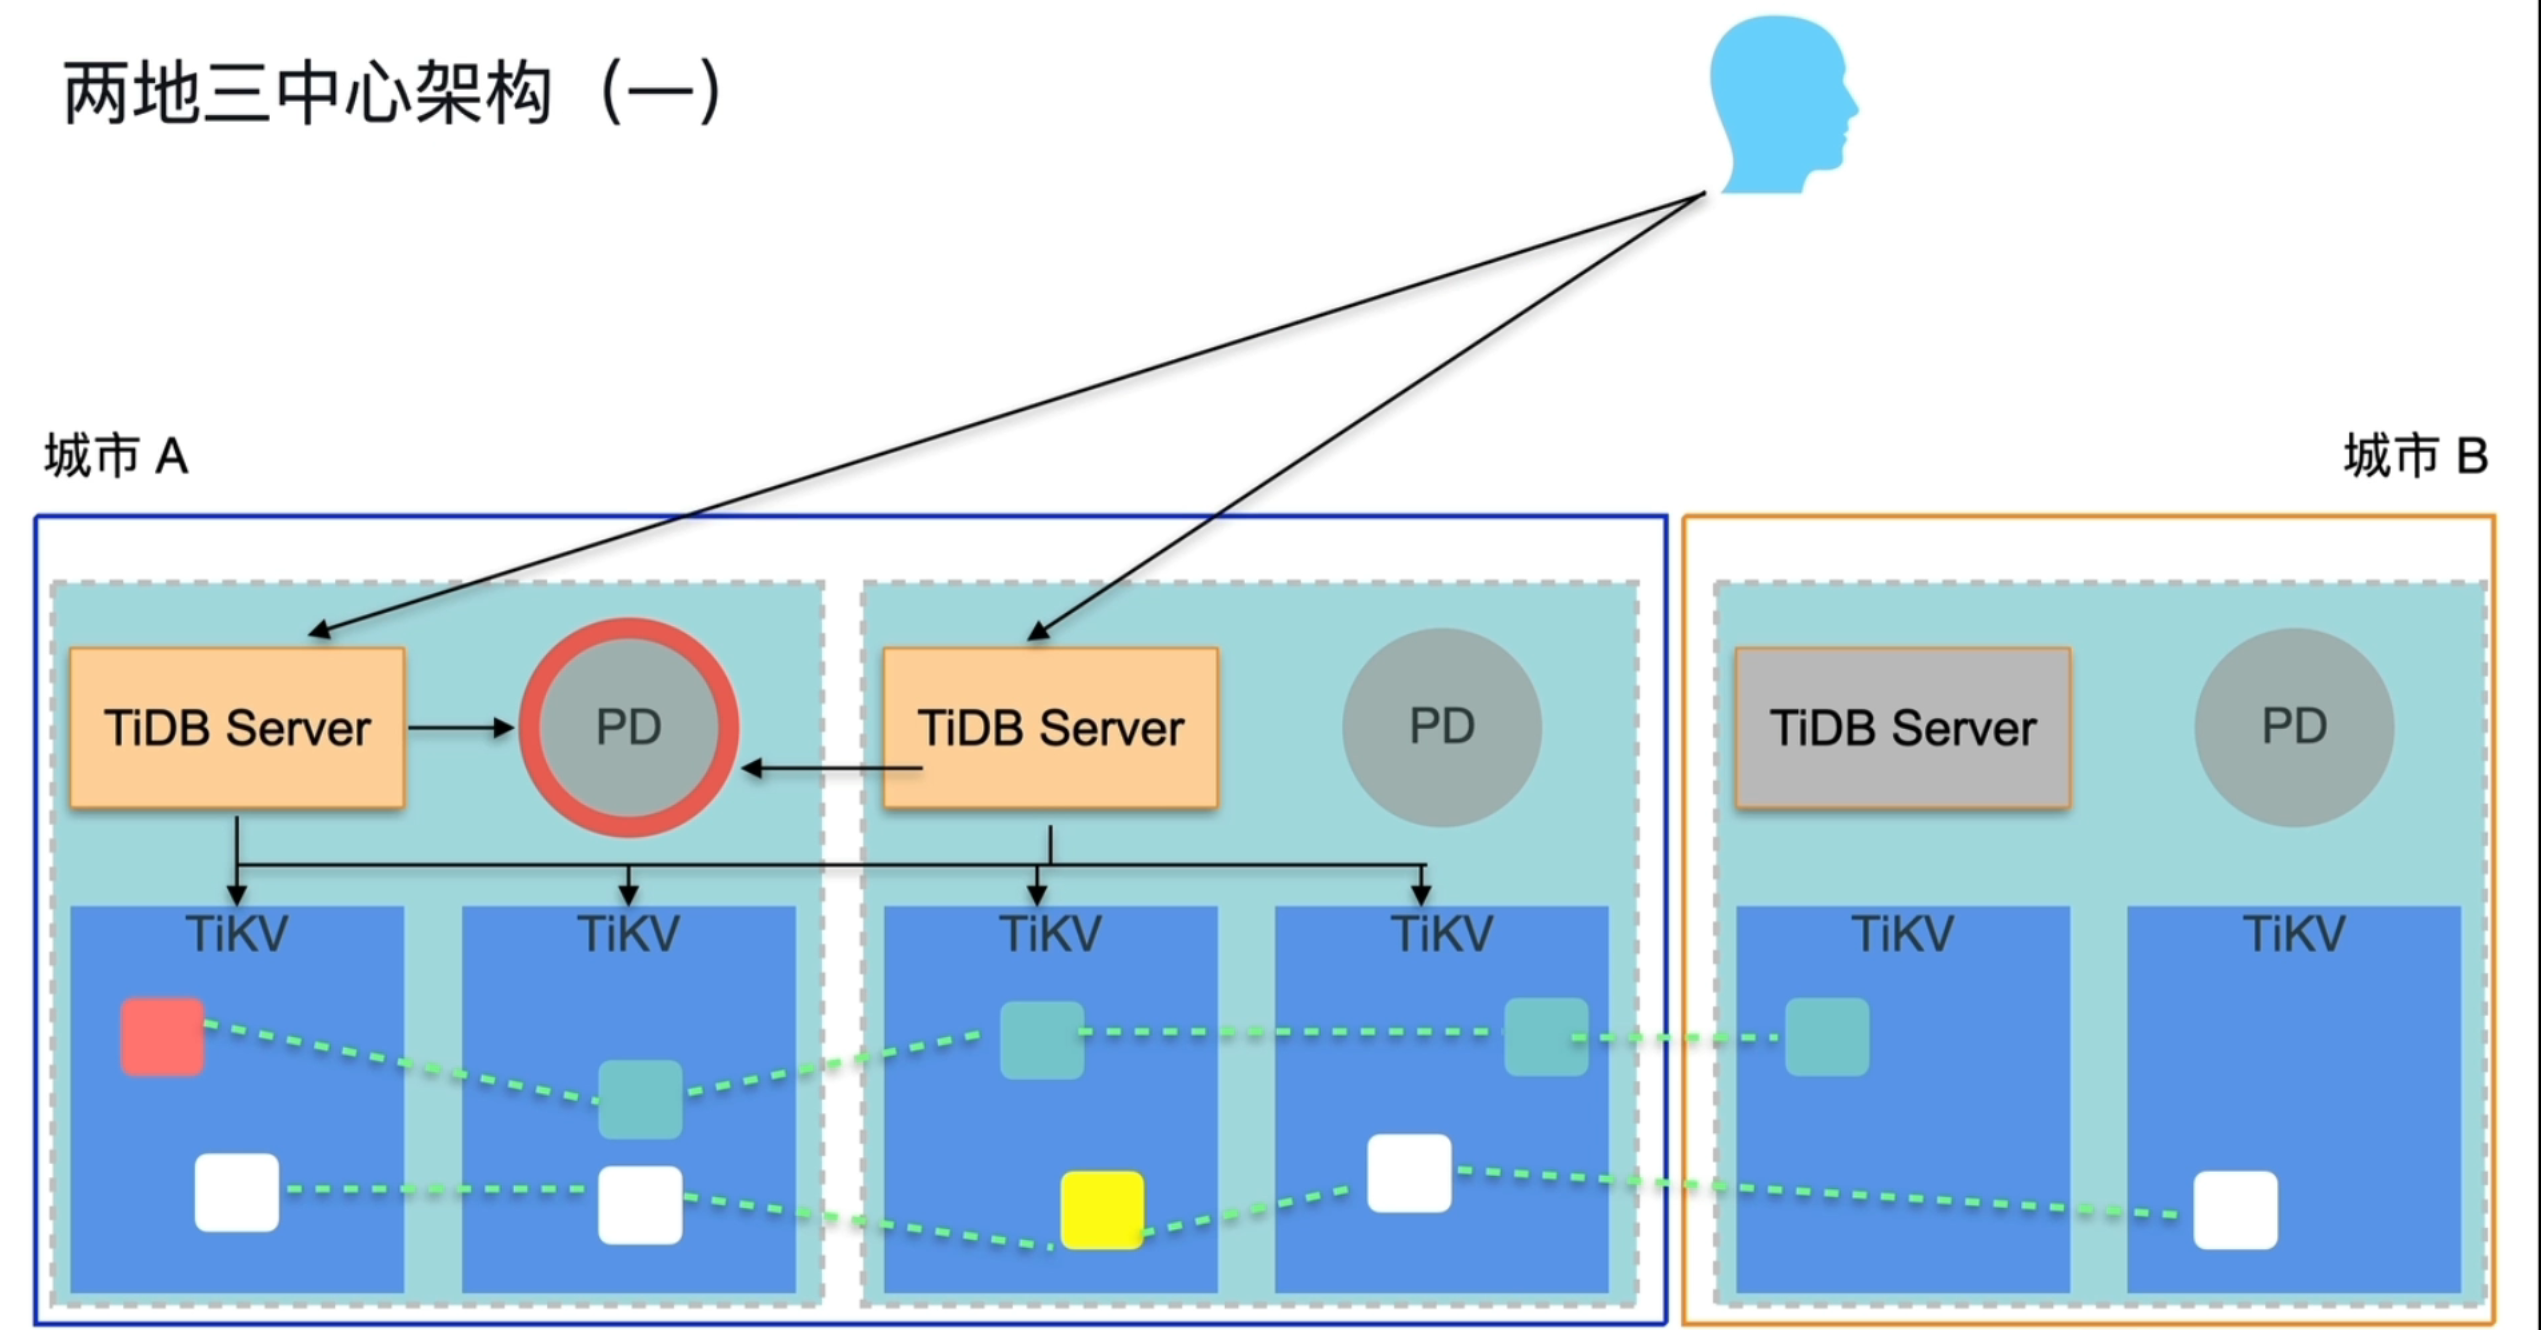 两地三中心架构（一）
城市 A
城市 B
TiDB Server
PD
TiDB Server
PD
TiDB Server
PD
TiKV
TiKV
TiKV
TiKV
TiKV
TiKV